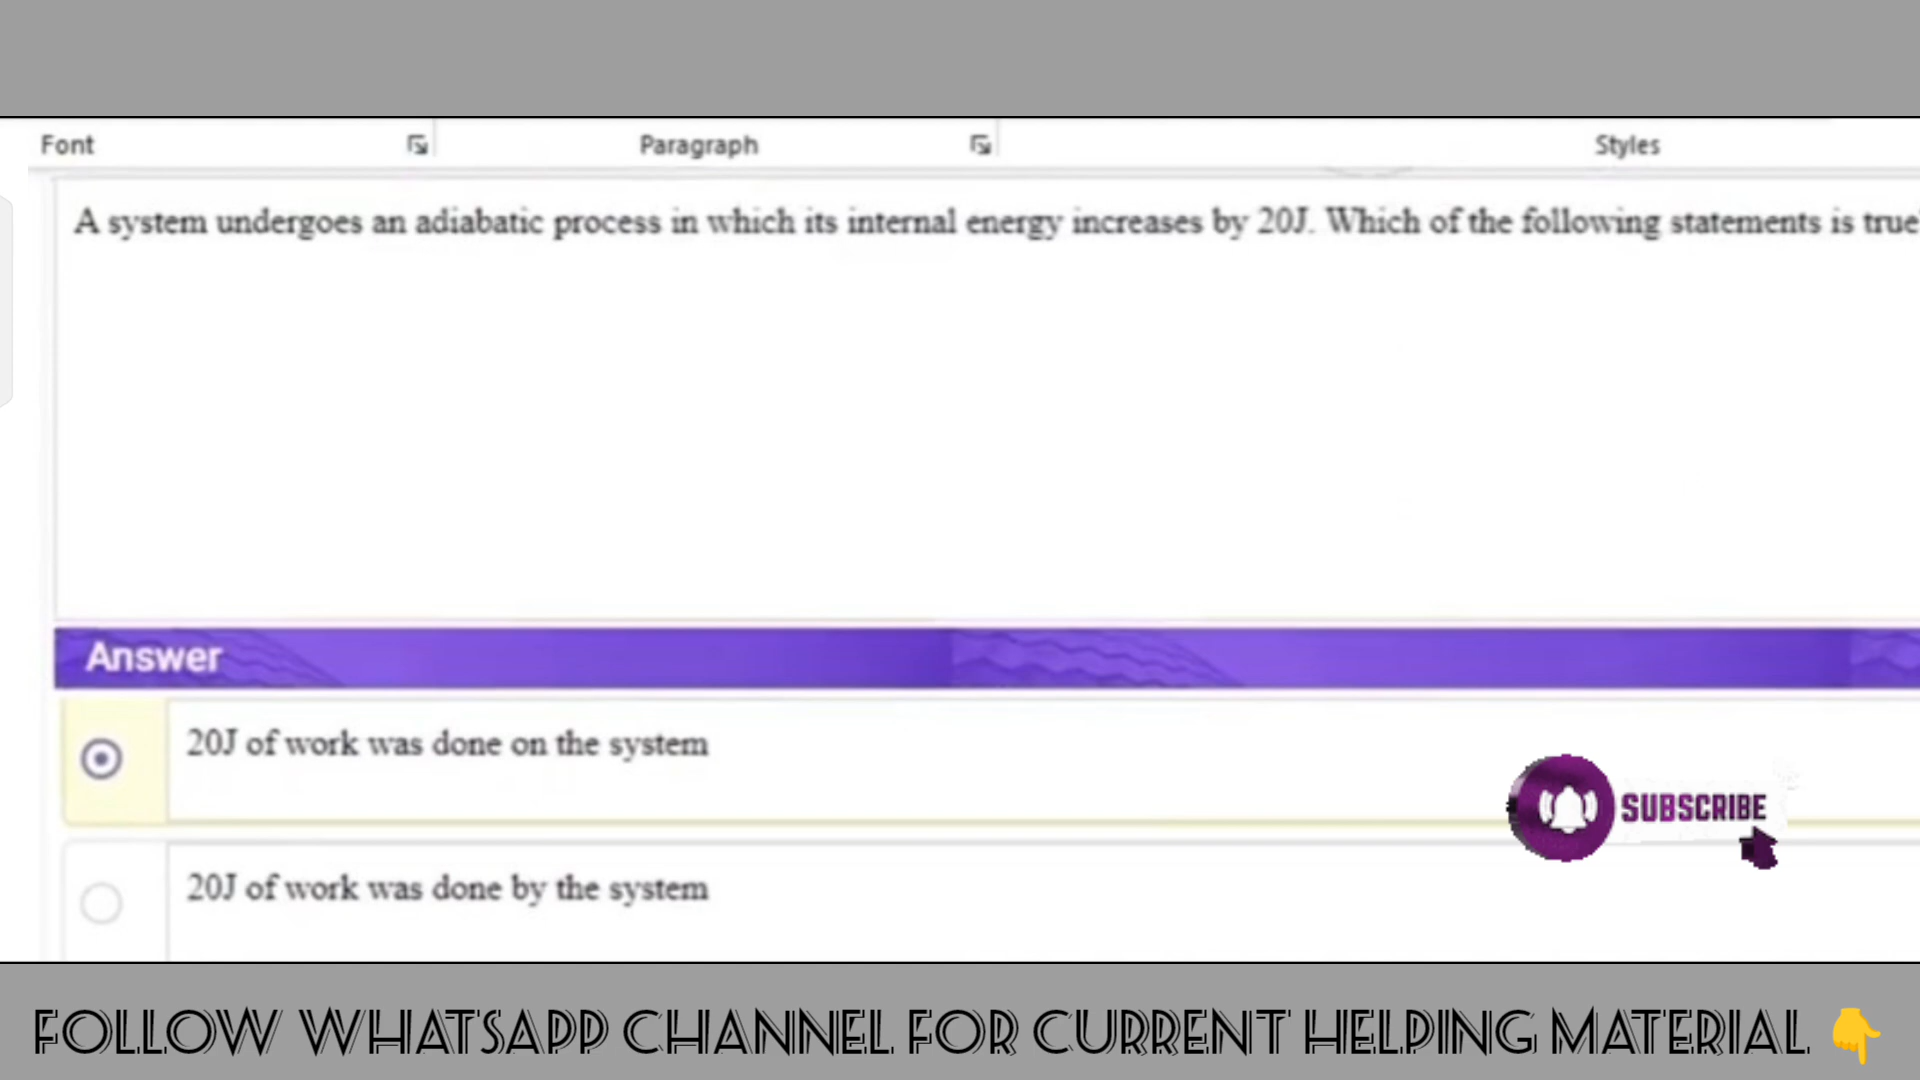 Font Paragraph Styles
A system undergoes an adiabatic process in which its internal energy increases by 20J. Which of the following statements is true
Answer
20J of work was done on the system
SUBSCRIBE
20J of work was done by the system
FOLLOW WHATSAPP CHANNEL FOR CURRENT HELPING MATERIAL 👇